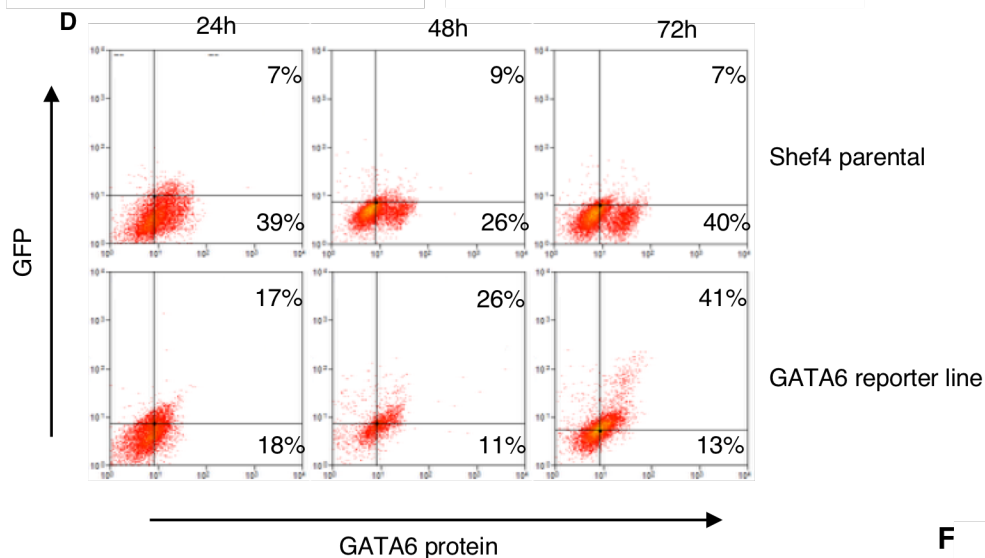 D
24h 48h 72h
7% 9% 7%
Shef4 parental
39% 26% 40%
GFP
17% 26% 41%
GATA6 reporter line
18% 11% 13%
GATA6 protein
F